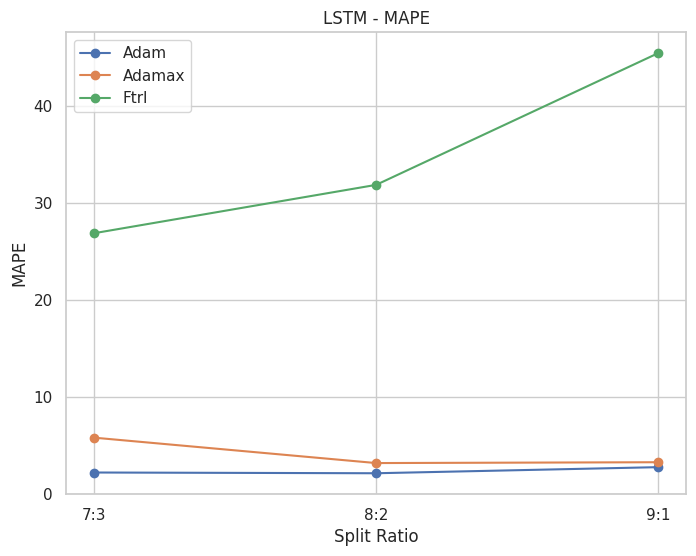 LSTM - MAPE
Adam
Adamax
Ftrl
MAPE
40
30
20
10
0
7:3
8:2
9:1
Split Ratio